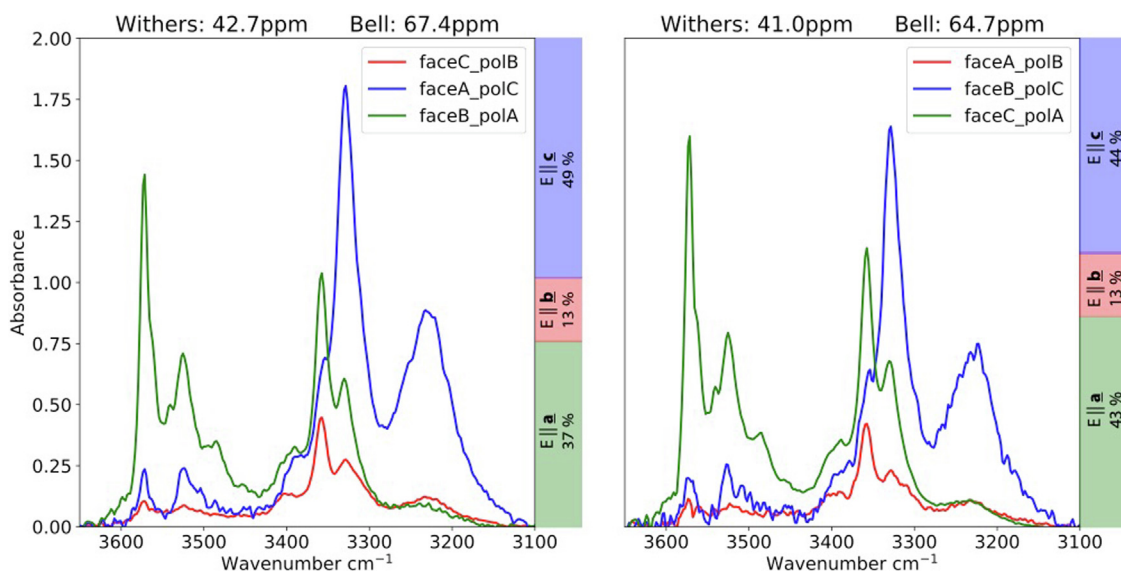 Withers: 42.7ppm Bell: 67.4ppm
2.00
1.75
1.50
1.25
1.00
0.75
0.50
0.25
0.00
Absorbance
faceC_polB
faceA_polC
faceB_polA
E || c
49 %
E || b
13 %
E || a
37 %
3600 3500 3400 3300 3200 3100
Wavenumber cm⁻¹
Withers: 41.0ppm Bell: 64.7ppm
faceA_polB
faceB_polC
faceC_polA
E || c
44 %
E || b
13 %
E || a
43 %
3600 3500 3400 3300 3200 3100
Wavenumber cm⁻¹